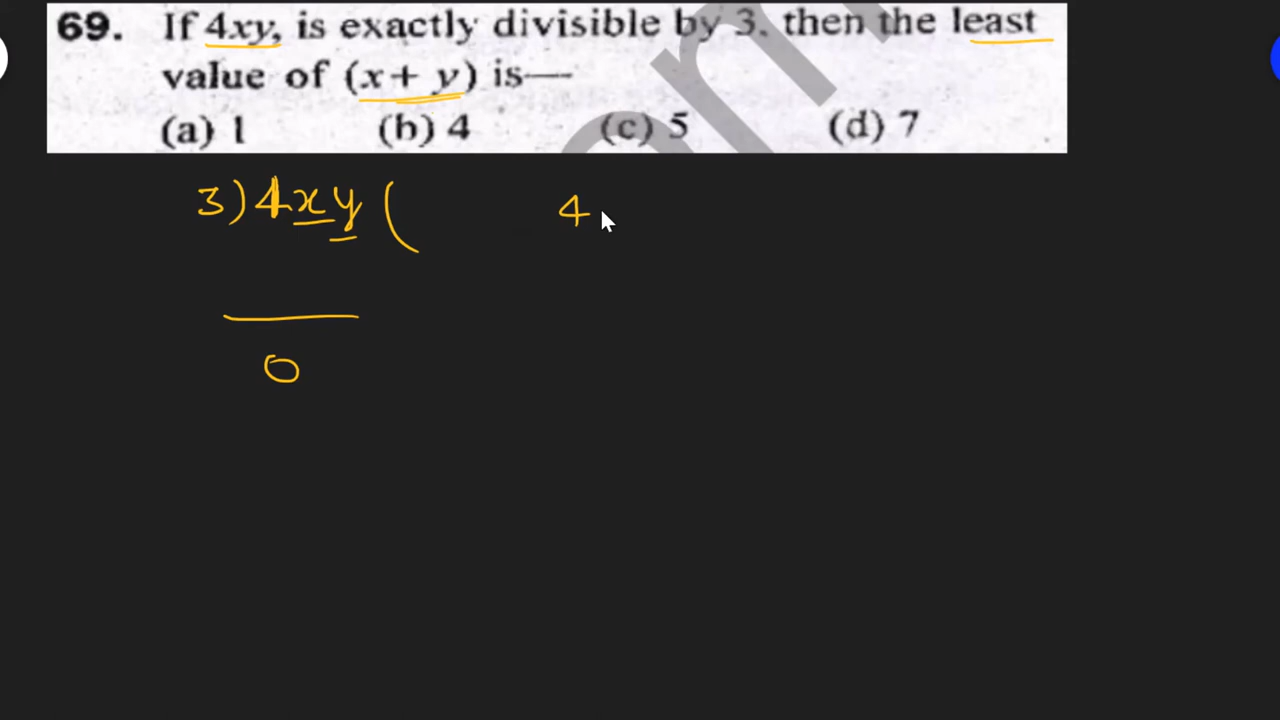 69. If 4xy, is exactly divisible by 3, then the least
value of (x + y) is—
(a) 1 (b) 4 (c) 5 (d) 7
3) 4xy ( 4
0
om